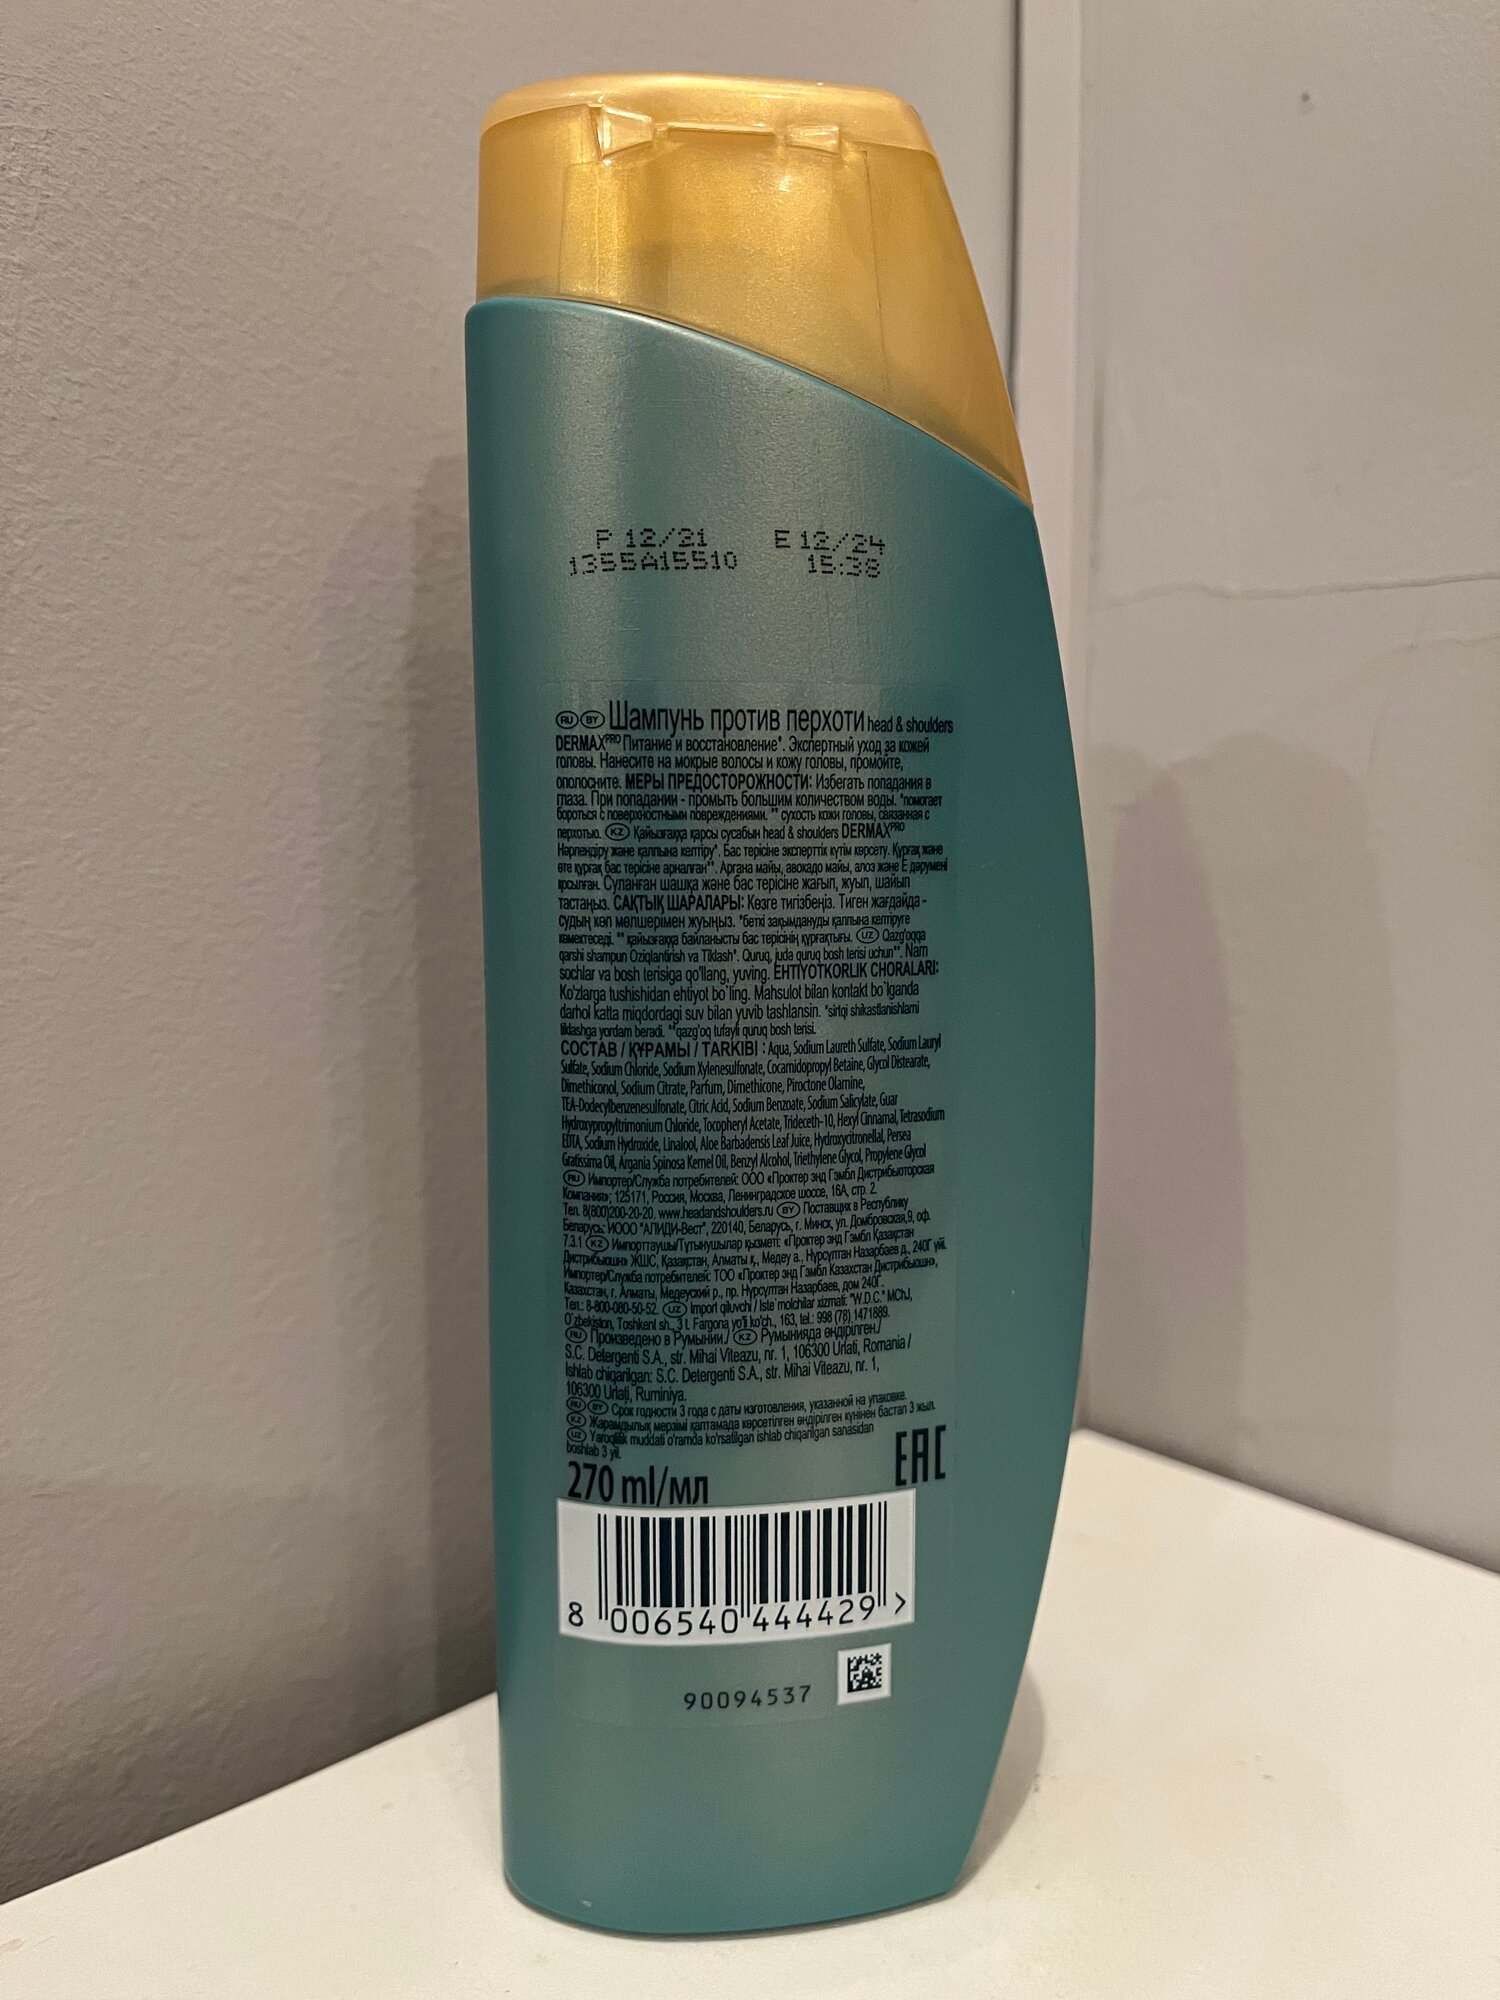 P 12/21 E 12/24
1355A15510 15:38
RU BY Шампунь против перхоти head & shoulders
DERMAXPRO Питание и восстановление*. Экспертный уход за кожей
головы. Нанесите на мокрые волосы и кожу головы, промойте,
ополосните. МЕРЫ ПРЕДОСТОРОЖНОСТИ: Избегать попадания в
глаза. При попадании - промыть большим количеством воды. *помогает
бороться с поверхностными повреждениями. ** сухость кожи головы, связанная с
перхотью. KZ Қайызғаққа қарсы сусабын head & shoulders DERMAXPRO
Нәрлендіру және қалпына келтіру*. Бас терісіне эксперттік күтім көрсету. Құрғақ және
өте құрғақ бас терісіне арналған**. Аргана майы, авокадо майы, алоэ және Е дәрумені
қосылған. Суланған шашқа және бас терісіне жағып, жуып, шайып
тастаңыз. САҚТЫҚ ШАРАЛАРЫ: Көзге тигізбеңіз. Тиген жағдайда -
судың көп мөлшерімен жуыңыз. *беткі зақымдануды қалпына келтіруге
көмектеседі. ** қайызғаққа байланысты бас терісінің құрғақтығы. UZ Qazg'oqqa
qarshi shampun Oziqlantirish va Tiklash*. Quruq, juda quruq bosh terisi uchun**. Nam
sochlar va bosh terisiga qo'llang, yuving. EHTIYOTKORLIK CHORALARI:
Ko'zlarga tushishidan ehtiyot bo`ling. Mahsulot bilan kontakt bo`lganda
darhol katta miqdordagi suv bilan yuvib tashlansin. *sirtqi shikastlanishlarni
tiklashga yordam beradi. **qazg'oq tufayli quruq bosh terisi.
СОСТАВ / ҚҰРАМЫ / TARKIBI : Aqua, Sodium Laureth Sulfate, Sodium Lauryl
Sulfate, Sodium Chloride, Sodium Xylenesulfonate, Cocamidopropyl Betaine, Glycol Distearate,
Dimethiconol, Sodium Citrate, Parfum, Dimethicone, Piroctone Olamine,
TEA-Dodecylbenzenesulfonate, Citric Acid, Sodium Benzoate, Sodium Salicylate, Guar
Hydroxypropyltrimonium Chloride, Tocopheryl Acetate, Trideceth-10, Hexyl Cinnamal, Tetrasodium
EDTA, Sodium Hydroxide, Linalool, Aloe Barbadensis Leaf Juice, Hydroxycitronellal, Persea
Gratissima Oil, Argania Spinosa Kernel Oil, Benzyl Alcohol, Triethylene Glycol, Propylene Glycol
RU Импортер/Служба потребителей: ООО «Проктер энд Гэмбл Дистрибьюторская
Компания»; 125171, Россия, Москва, Ленинградское шоссе, 16А, стр. 2.
Тел. 8(800)200-20-20, www.headandshoulders.ru BY Поставщик в Республику
Беларусь: ИООО "АЛИДИ-Вест", 220140, Беларусь, г. Минск, ул. Домбровская,9, оф.
7.3.1 KZ Импорттаушы/Тұтынушылар қызметі: «Проктер энд Гэмбл Қазақстан
Дистрибьюшн» ЖШС, Қазақстан, Алматы қ., Медеу а., Нұрсұлтан Назарбаев д., 240Г үй.
Импортер/Служба потребителей: ТОО «Проктер энд Гэмбл Казахстан Дистрибьюшн»,
Казахстан, г. Алматы, Медеуский р., пр. Нурсултан Назарбаев, дом 240Г.
Тел.: 8-800-080-50-52. UZ Import qiluvchi / Iste`molchilar xizmati: "W.D.C." MChJ,
O`zbekiston, Toshkent sh., 3 t. Fargona yo'li ko'ch., 163, tel.: 998 (78) 1471889.
RU Произведено в Румынии./ KZ Румынияда өндірілген./
S.C. Detergenti S.A., str. Mihai Viteazu, nr. 1, 106300 Urlati, Romania /
Ishlab chiqarilgan: S.C. Detergenti S.A., str. Mihai Viteazu, nr. 1,
106300 Urlati, Ruminiya.
RU BY Срок годности 3 года с даты изготовления, указанной на упаковке.
KZ Жарамдылық мерзімі қаптамада көрсетілген өндірілген күнінен бастап 3 жыл.
UZ Yaroqlilik muddati o'ramda ko'rsatilgan ishlab chiqarilgan sanasidan
boshlab 3 yil.
270 ml/мл EAC
8 006540 444429 >
90094537